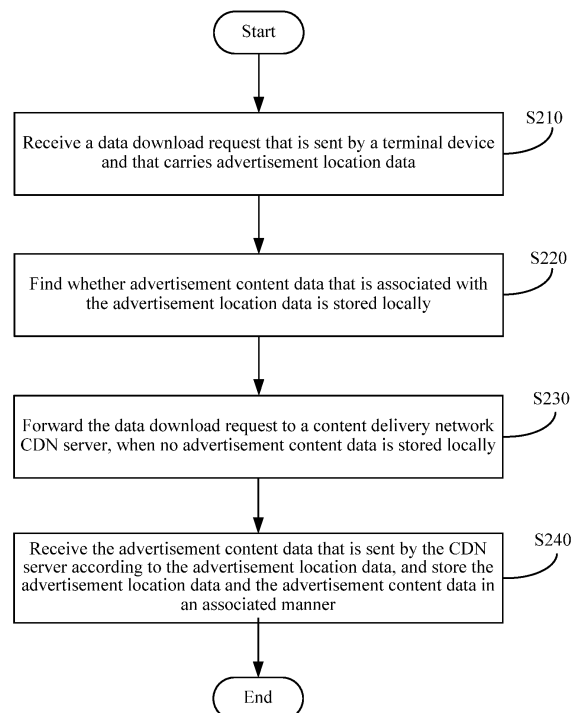 Start
S210
Receive a data download request that is sent by a terminal device
and that carries advertisement location data
S220
Find whether advertisement content data that is associated with
the advertisement location data is stored locally
S230
Forward the data download request to a content delivery network
CDN server, when no advertisement content data is stored locally
S240
Receive the advertisement content data that is sent by the CDN
server according to the advertisement location data, and store the
advertisement location data and the advertisement content data in
an associated manner
End